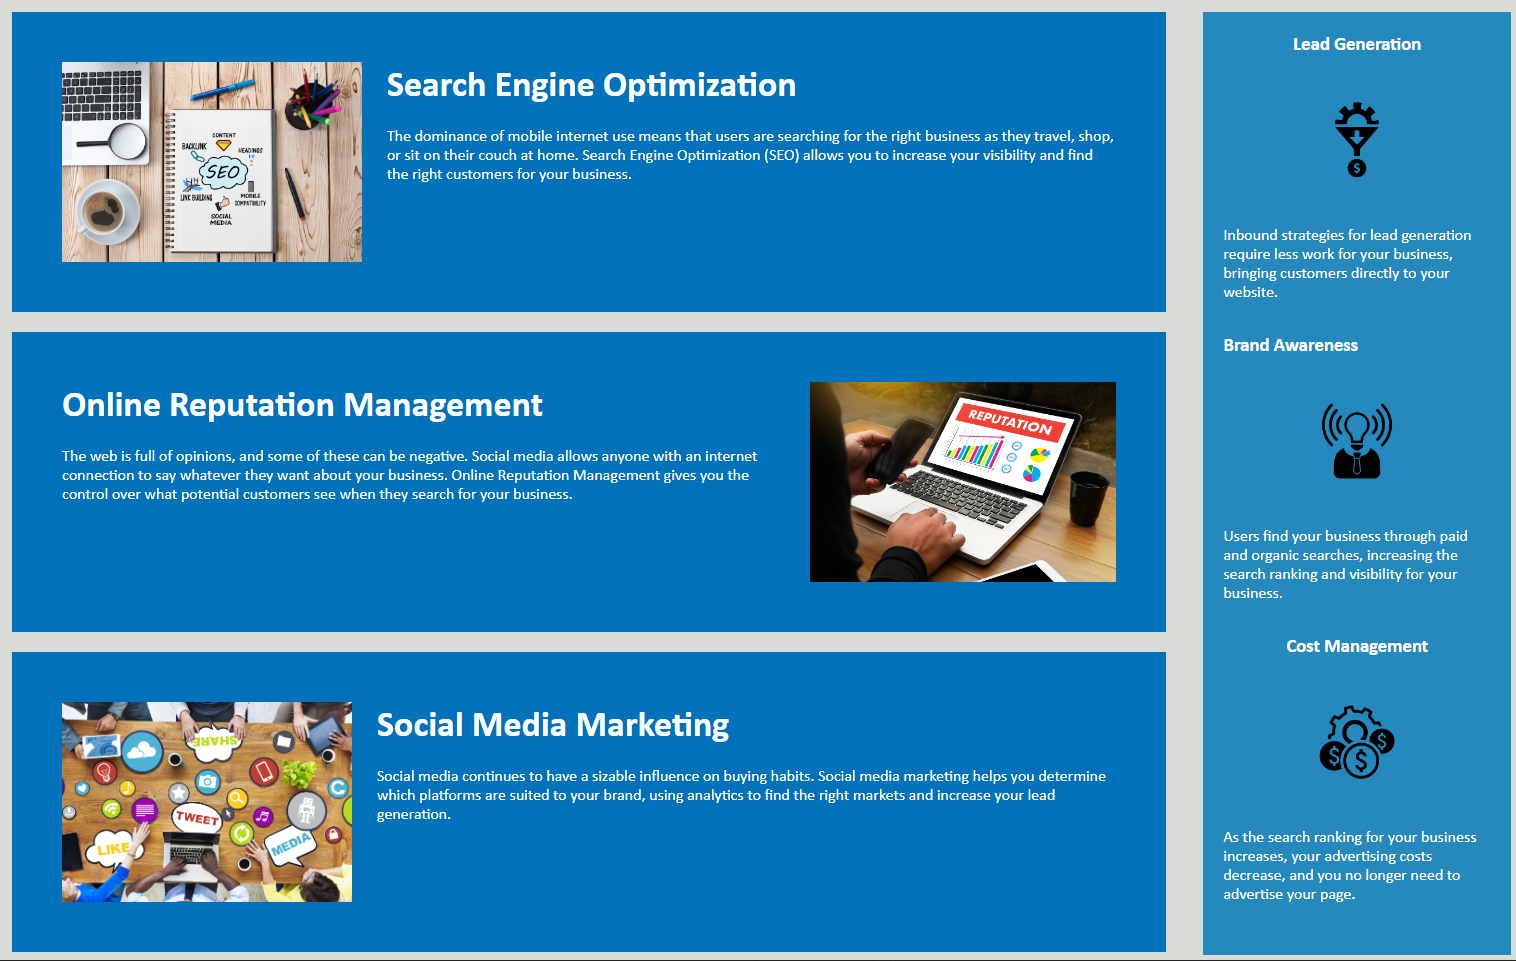 Search Engine Optimization
The dominance of mobile internet use means that users are searching for the right business as they travel, shop,
or sit on their couch at home. Search Engine Optimization (SEO) allows you to increase your visibility and find
the right customers for your business.
CONTENT
BACKLINK
HEADINGS
SEO
LINK BUILDING
MOBILE
COMPATIBILITY
SOCIAL
MEDIA
Online Reputation Management
The web is full of opinions, and some of these can be negative. Social media allows anyone with an internet
connection to say whatever they want about your business. Online Reputation Management gives you the
control over what potential customers see when they search for your business.
REPUTATION
Social Media Marketing
Social media continues to have a sizable influence on buying habits. Social media marketing helps you determine
which platforms are suited to your brand, using analytics to find the right markets and increase your lead
generation.
SHARE
TWEET
LIKE
MEDIA
Lead Generation
$
Inbound strategies for lead generation
require less work for your business,
bringing customers directly to your
website.
Brand Awareness
Users find your business through paid
and organic searches, increasing the
search ranking and visibility for your
business.
Cost Management
$ $ $
As the search ranking for your business
increases, your advertising costs
decrease, and you no longer need to
advertise your page.